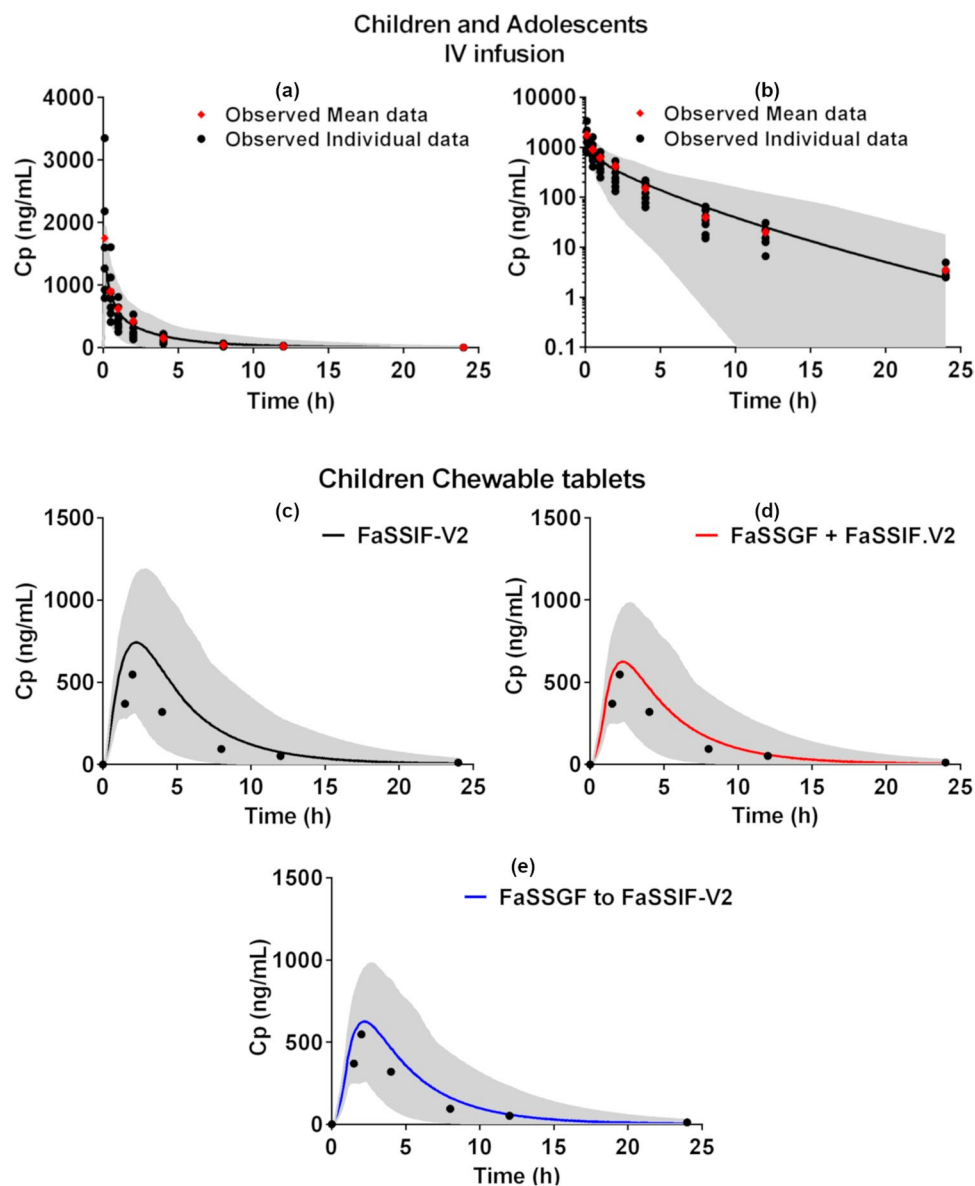 Children and Adolescents
IV infusion
(a)
Observed Mean data
Observed Individual data
Cp (ng/mL)
4000
3000
2000
1000
0
0 5 10 15 20 25
Time (h)
(b)
Observed Mean data
Observed Individual data
Cp (ng/mL)
10000
1000
100
10
1
0.1
0 5 10 15 20 25
Time (h)
Children Chewable tablets
(c)
FaSSIF-V2
Cp (ng/mL)
1500
1000
500
0
0 5 10 15 20 25
Time (h)
(d)
FaSSGF + FaSSIF.V2
Cp (ng/mL)
1500
1000
500
0
0 5 10 15 20 25
Time (h)
(e)
FaSSGF to FaSSIF-V2
Cp (ng/mL)
1500
1000
500
0
0 5 10 15 20 25
Time (h)